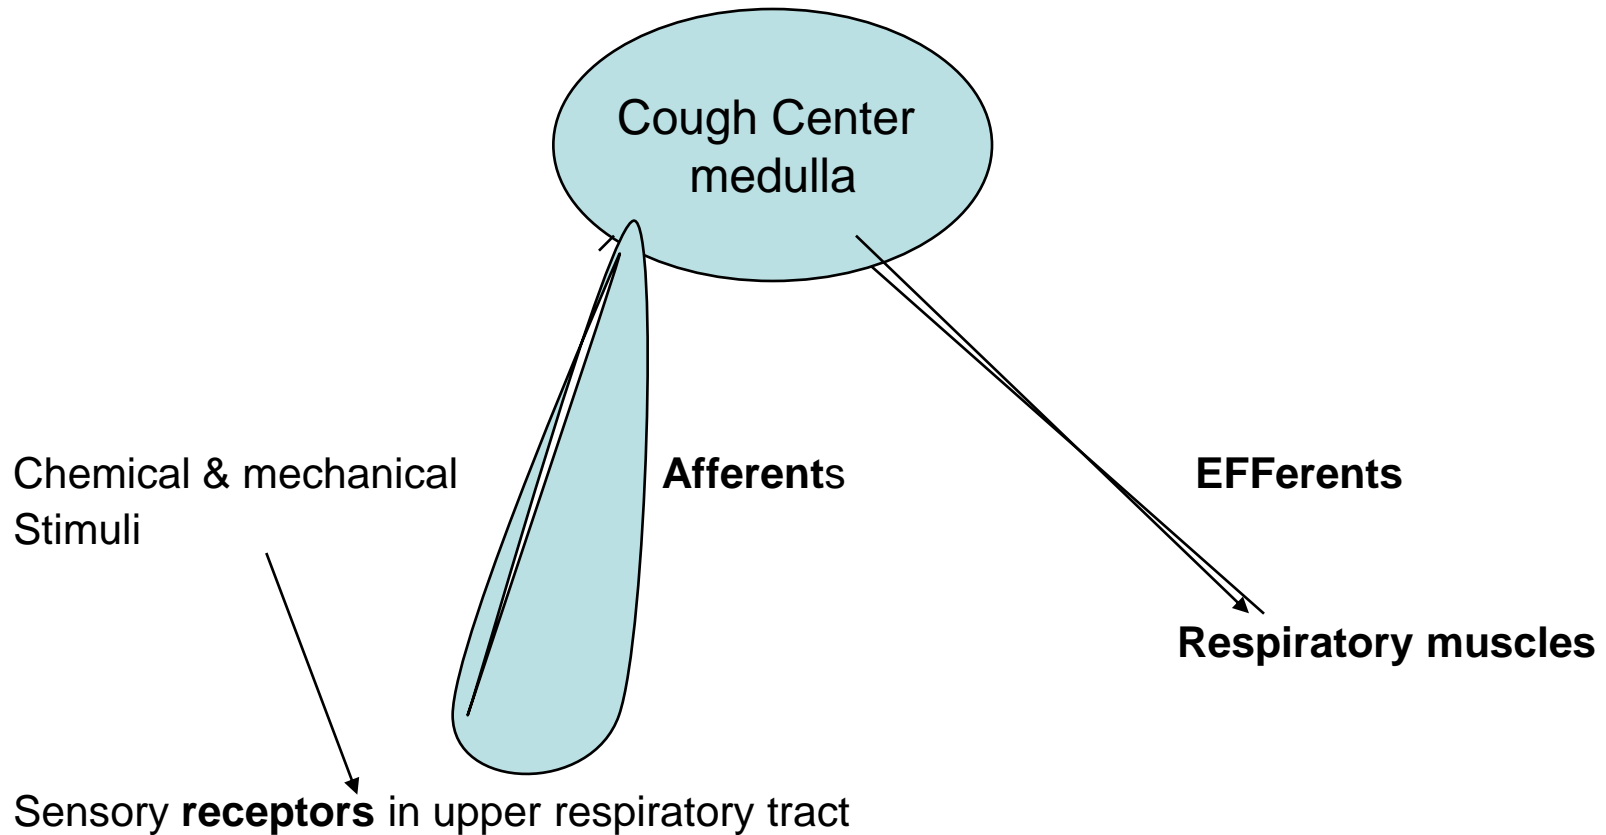 Cough Center
medulla
Chemical & mechanical
Stimuli
Afferents
EFFerents
Respiratory muscles
Sensory receptors in upper respiratory tract